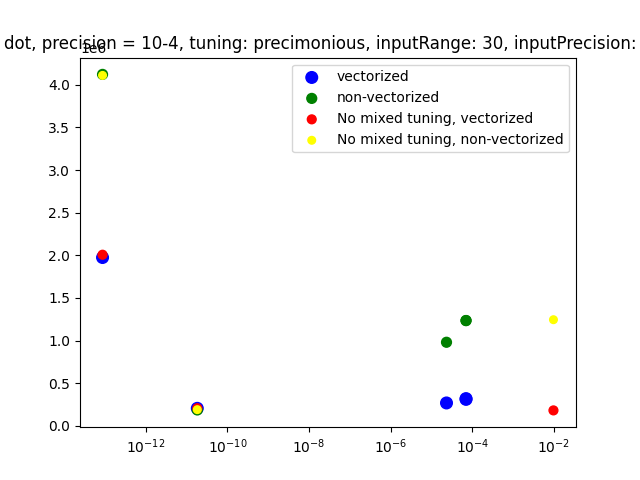 dot, precision = 10-4, tuning: precimonious, inputRange: 30, inputPrecision:
vectorized
non-vectorized
No mixed tuning, vectorized
No mixed tuning, non-vectorized
4.0
3.5
3.0
2.5
2.0
1.5
1.0
0.5
0.0
10⁻¹² 10⁻¹⁰ 10⁻⁸ 10⁻⁶ 10⁻⁴ 10⁻²